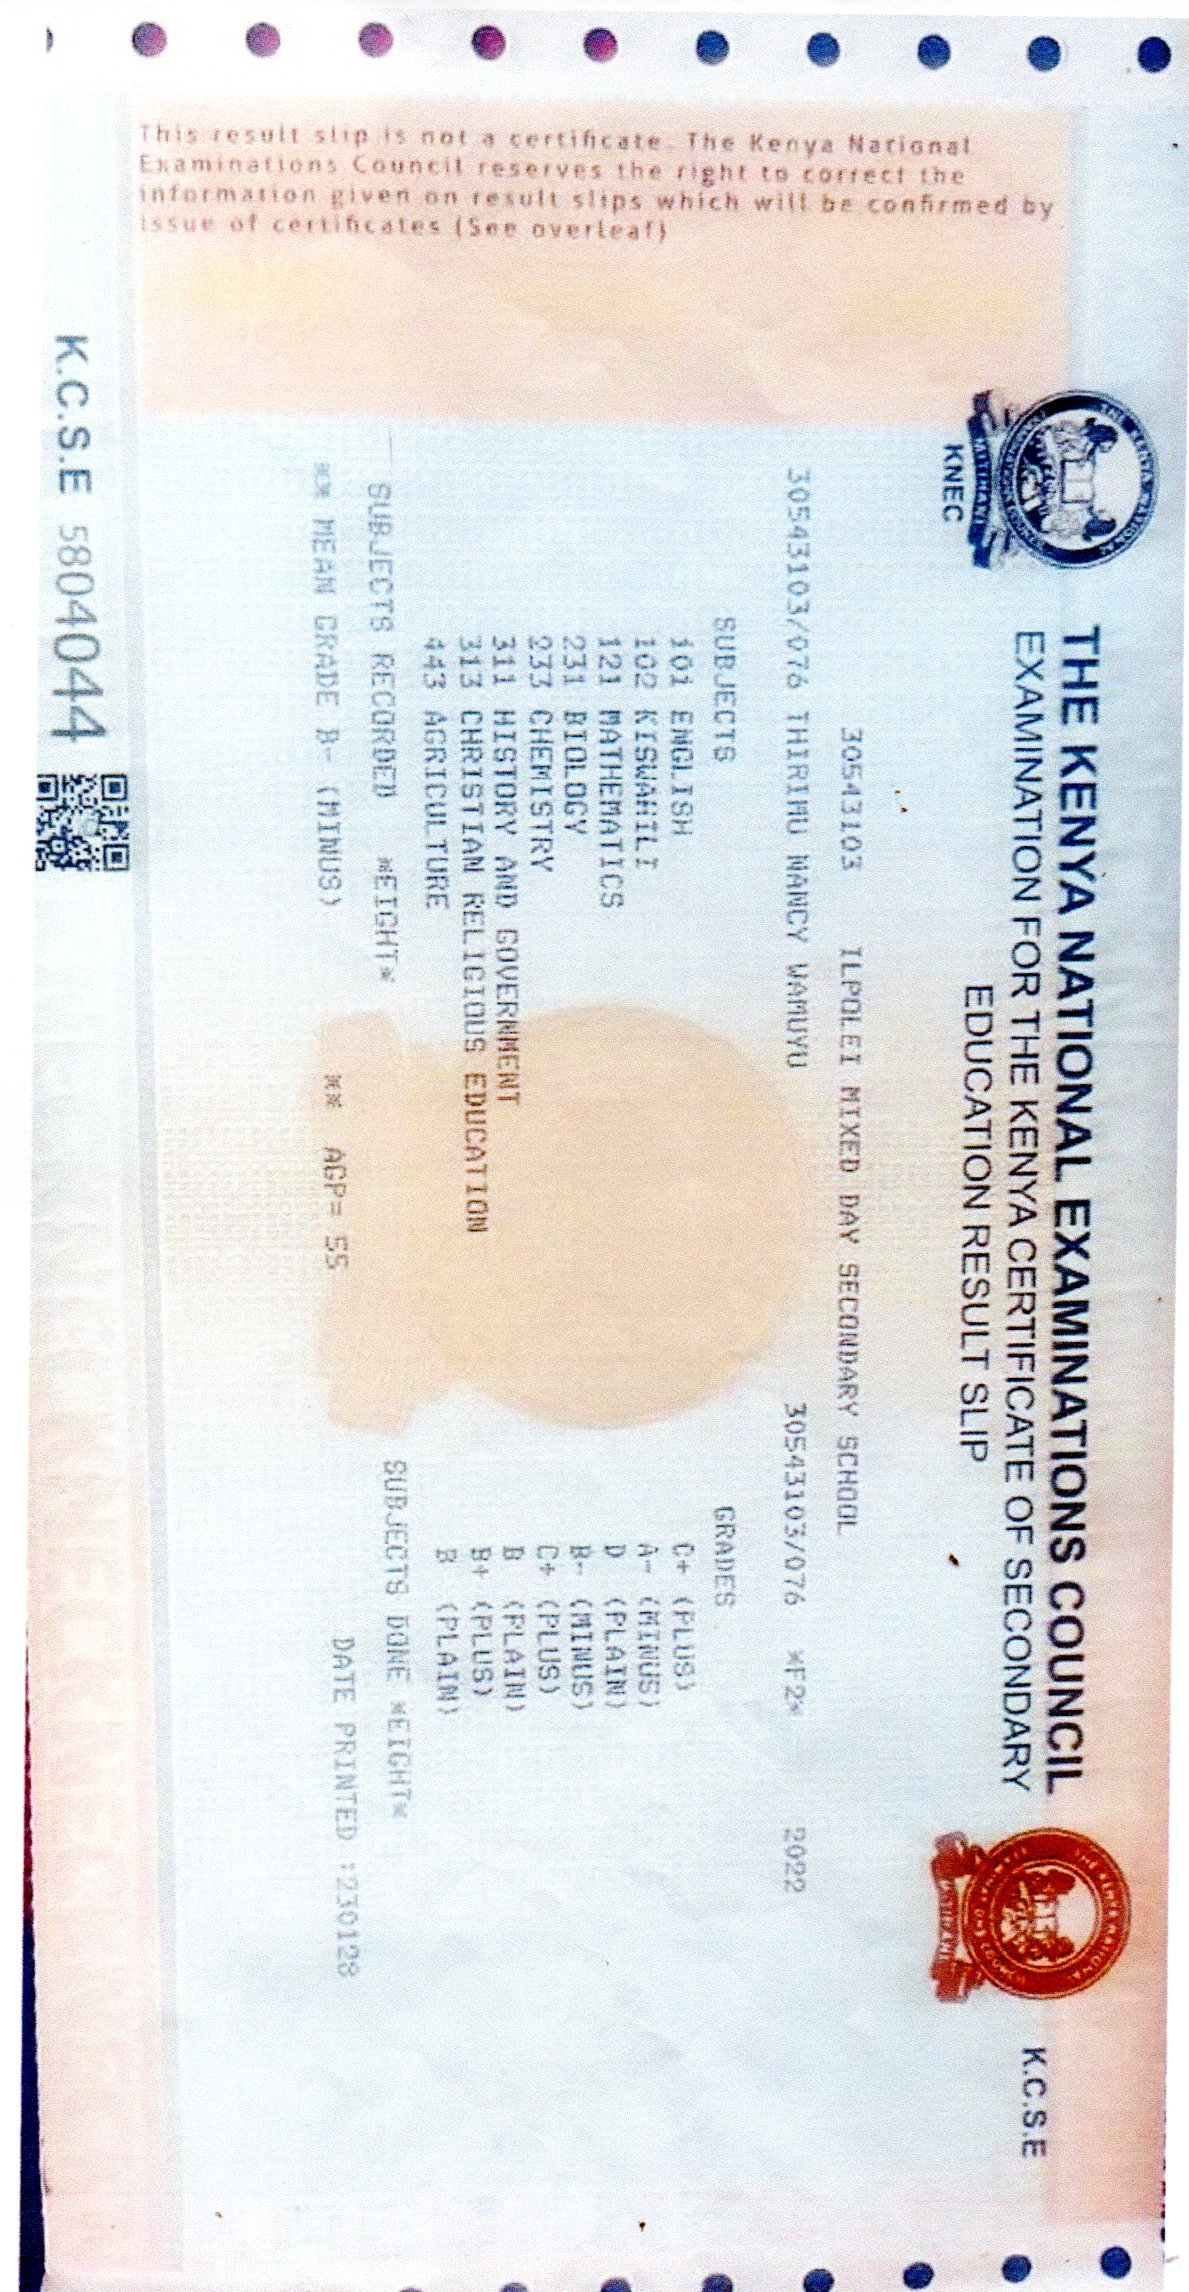 This result slip is not a certificate. The Kenya National
Examinations Council reserves the right to correct the
information given on result slips which will be confirmed by
issue of certificates (See overleaf)
THE KENYA NATIONAL EXAMINATIONS COUNCIL
EXAMINATION FOR THE KENYA CERTIFICATE OF SECONDARY
EDUCATION RESULT SLIP
KNEC
K.C.S.E
30543103 ILPOLEI MIXED DAY SECONDARY SCHOOL
30543103/076 THIRIMU NANCY WAMUYU 30543103/076 *F2* 2022
SUBJECTS GRADES
101 ENGLISH C+ (PLUS)
102 KISWAHILI A- (MINUS)
121 MATHEMATICS D (PLAIN)
231 BIOLOGY B- (MINUS)
233 CHEMISTRY C+ (PLUS)
311 HISTORY AND GOVERNMENT B (PLAIN)
313 CHRISTIAN RELIGIOUS EDUCATION B+ (PLUS)
443 AGRICULTURE B (PLAIN)
SUBJECTS RECORDED *EIGHT* SUBJECTS DONE *EIGHT*
** MEAN GRADE B- (MINUS) ** AGP= 55 DATE PRINTED :230128
K.C.S.E 5804044